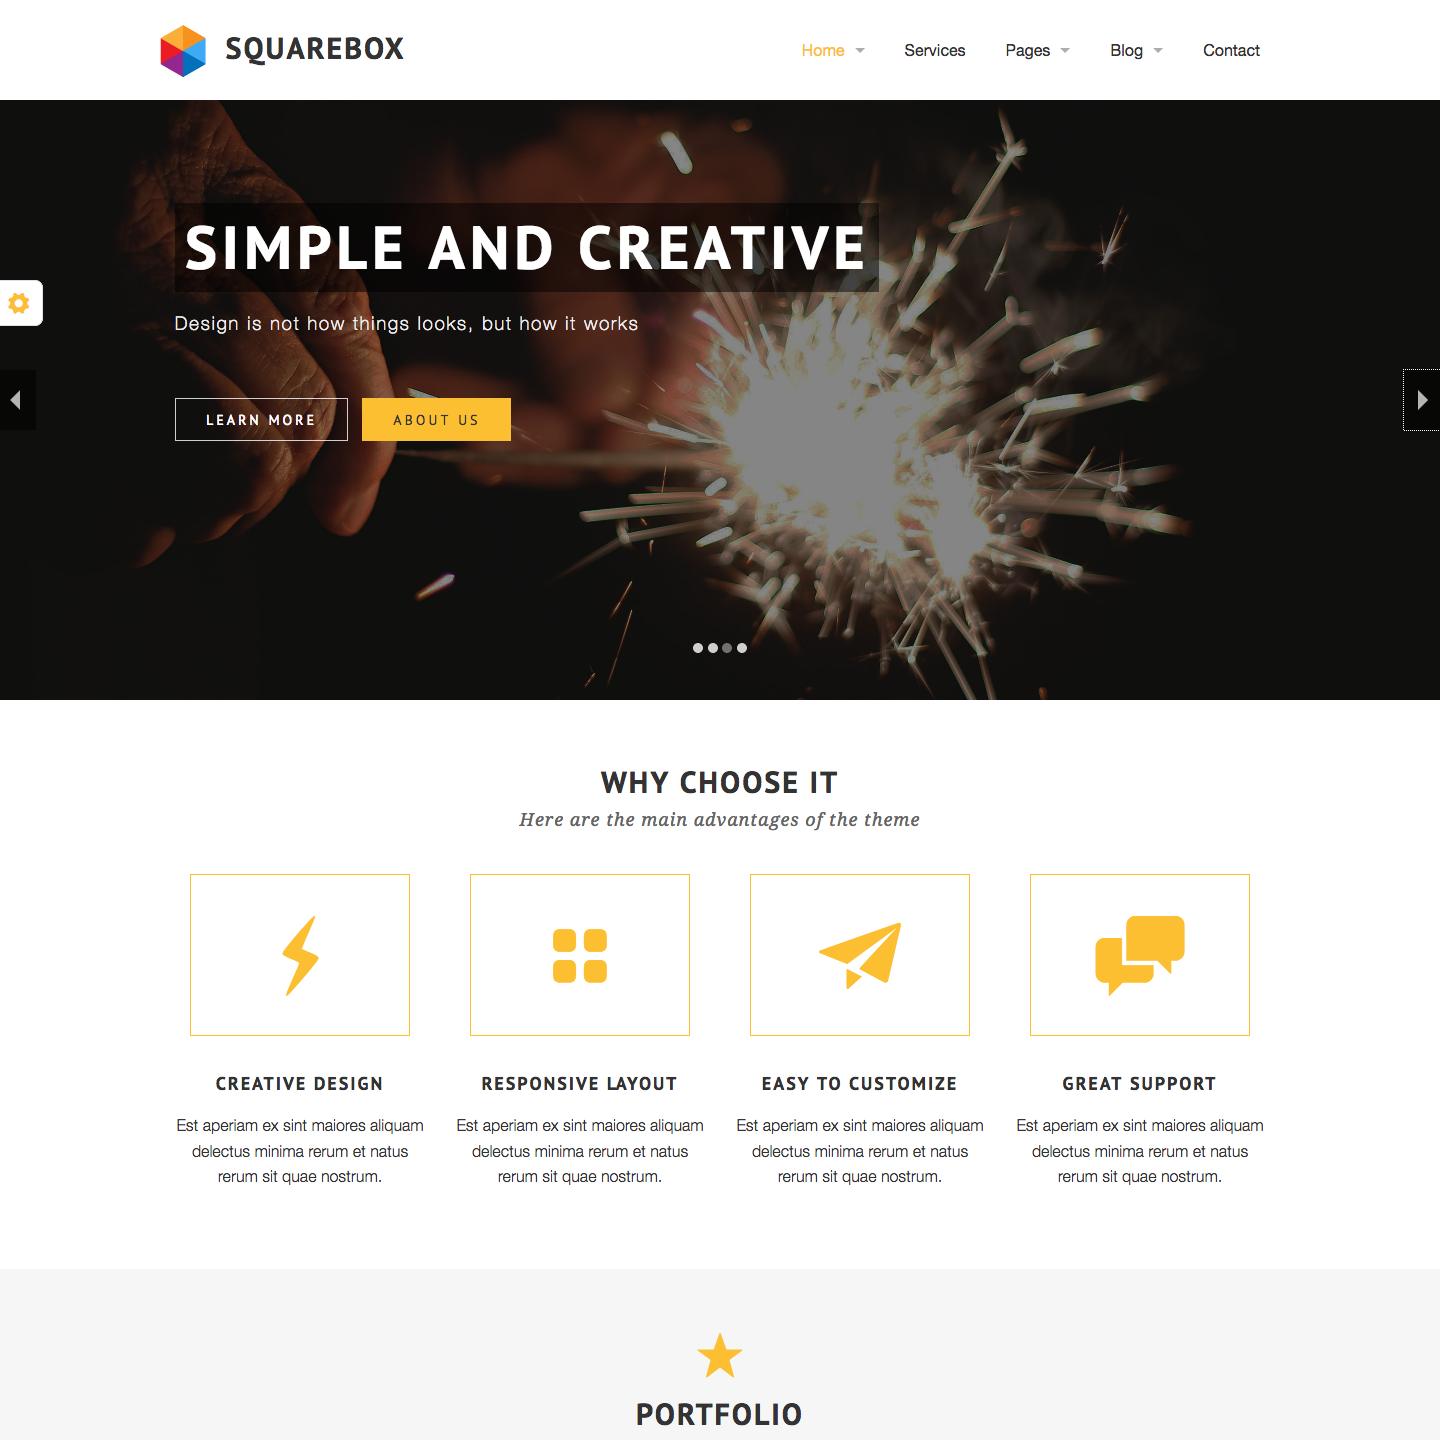 SQUAREBOX
Home Services Pages Blog Contact
SIMPLE AND CREATIVE
Design is not how things looks, but how it works
LEARN MORE ABOUT US
WHY CHOOSE IT
Here are the main advantages of the theme
CREATIVE DESIGN
Est aperiam ex sint maiores aliquam
delectus minima rerum et natus
rerum sit quae nostrum.
RESPONSIVE LAYOUT
Est aperiam ex sint maiores aliquam
delectus minima rerum et natus
rerum sit quae nostrum.
EASY TO CUSTOMIZE
Est aperiam ex sint maiores aliquam
delectus minima rerum et natus
rerum sit quae nostrum.
GREAT SUPPORT
Est aperiam ex sint maiores aliquam
delectus minima rerum et natus
rerum sit quae nostrum.
PORTFOLIO